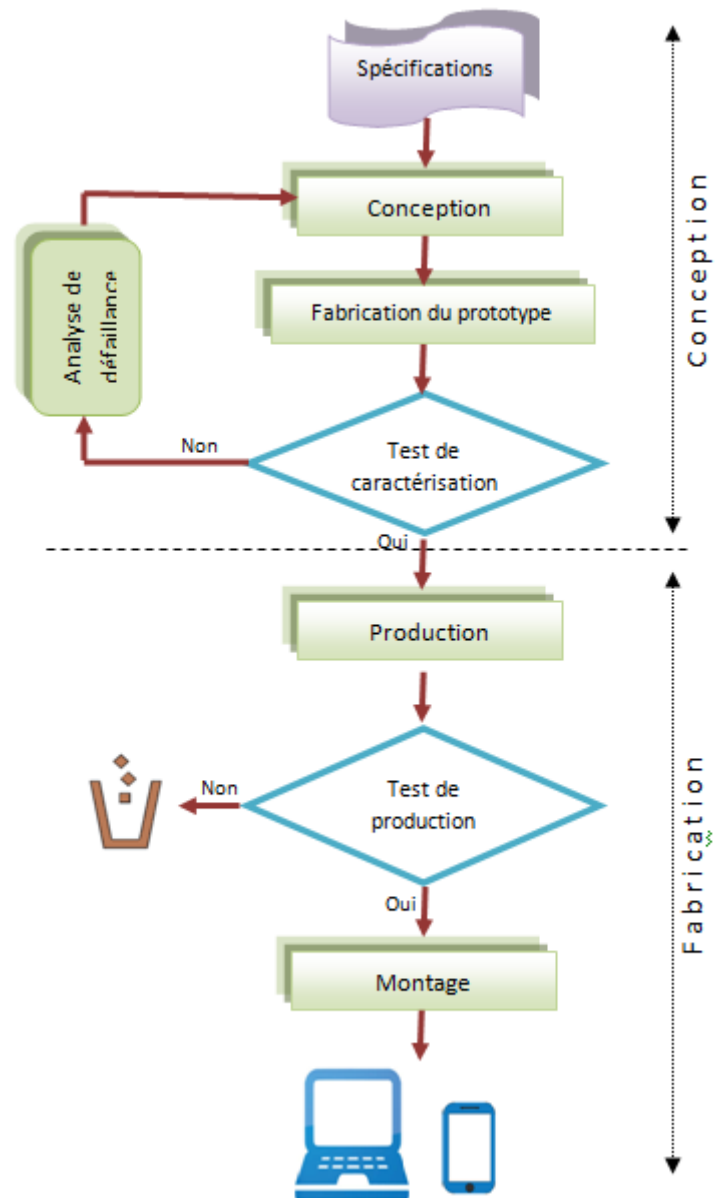 Spécifications
Conception
Analyse de
défaillance
Fabrication du prototype
Non
Test de
caractérisation
Oui
Conception
Production
Non
Test de
production
Oui
Montage
Fabrication